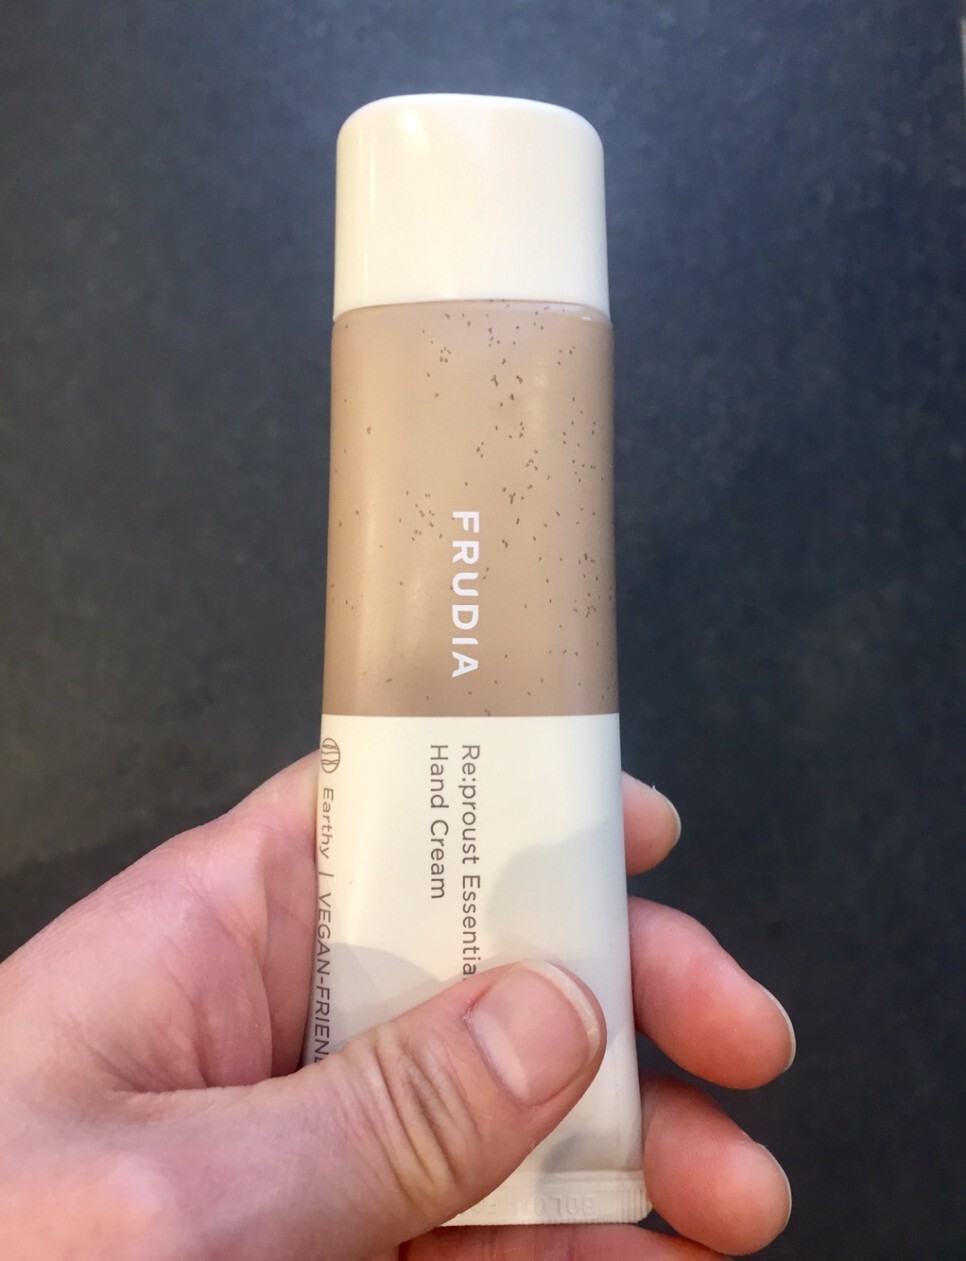 FRUDIA
Re:proust Essentia
Hand Cream
Earthy | VEGAN-FRIEN